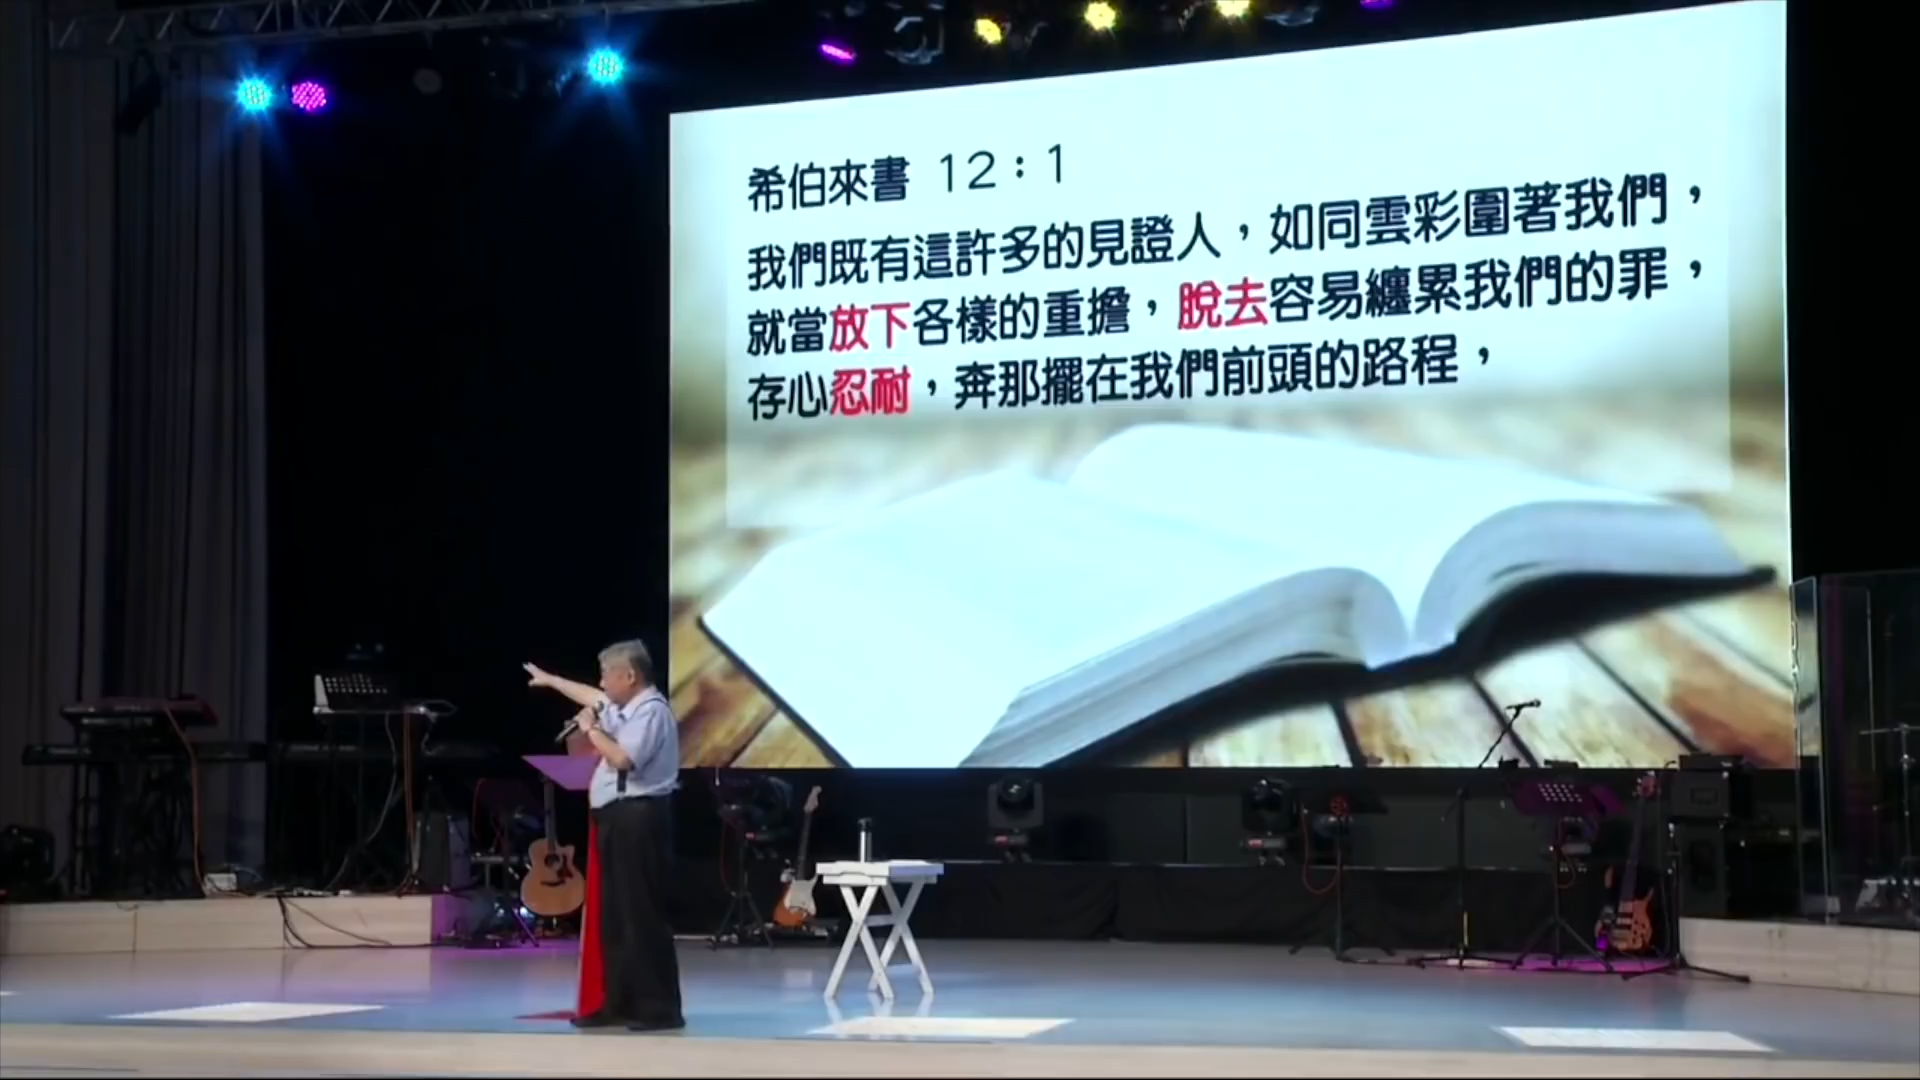 希伯來書 12：1
我們既有這許多的見證人，如同雲彩圍著我們，
就當放下各樣的重擔，脫去容易纏累我們的罪，
存心忍耐，奔那擺在我們前頭的路程，